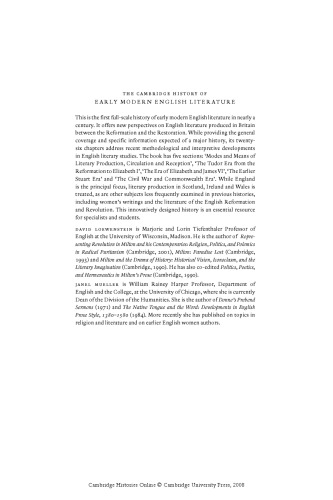 THE CAMBRIDGE HISTORY OF
EARLY MODERN ENGLISH LITERATURE
This is the first full-scale history of early modern English literature in nearly a
century. It offers new perspectives on English literature produced in Britain
between the Reformation and the Restoration. While providing the general
coverage and specific information expected of a major history, its twenty-
six chapters address recent methodological and interpretive developments
in English literary studies. The book has five sections: 'Modes and Means of
Literary Production, Circulation and Reception', 'The Tudor Era from the
Reformation to Elizabeth I', 'The Era of Elizabeth and James VI', 'The Earlier
Stuart Era' and 'The Civil War and Commonwealth Era'. While England
is the principal focus, literary production in Scotland, Ireland and Wales is
treated, as are other subjects less frequently examined in previous histories,
including women's writings and the literature of the English Reformation
and Revolution. This innovatively designed history is an essential resource
for specialists and students.
DAVID LOEWENSTEIN is Marjorie and Lorin Tiefenthaler Professor of
English at the University of Wisconsin, Madison. He is the author of Repre-
senting Revolution in Milton and his Contemporaries: Religion, Politics, and Polemics
in Radical Puritanism (Cambridge, 2001), Milton: Paradise Lost (Cambridge,
1993) and Milton and the Drama of History: Historical Vision, Iconoclasm, and the
Literary Imagination (Cambridge, 1990). He has also co-edited Politics, Poetics,
and Hermeneutics in Milton's Prose (Cambridge, 1990).
JANEL MUELLER is William Rainey Harper Professor, Department of
English and the College, at the University of Chicago, where she is currently
Dean of the Division of the Humanities. She is the author of Donne's Prebend
Sermons (1971) and The Native Tongue and the Word: Developments in English
Prose Style, 1380–1580 (1984). More recently she has published on topics in
religion and literature and on earlier English women authors.
Cambridge Histories Online © Cambridge University Press, 2008